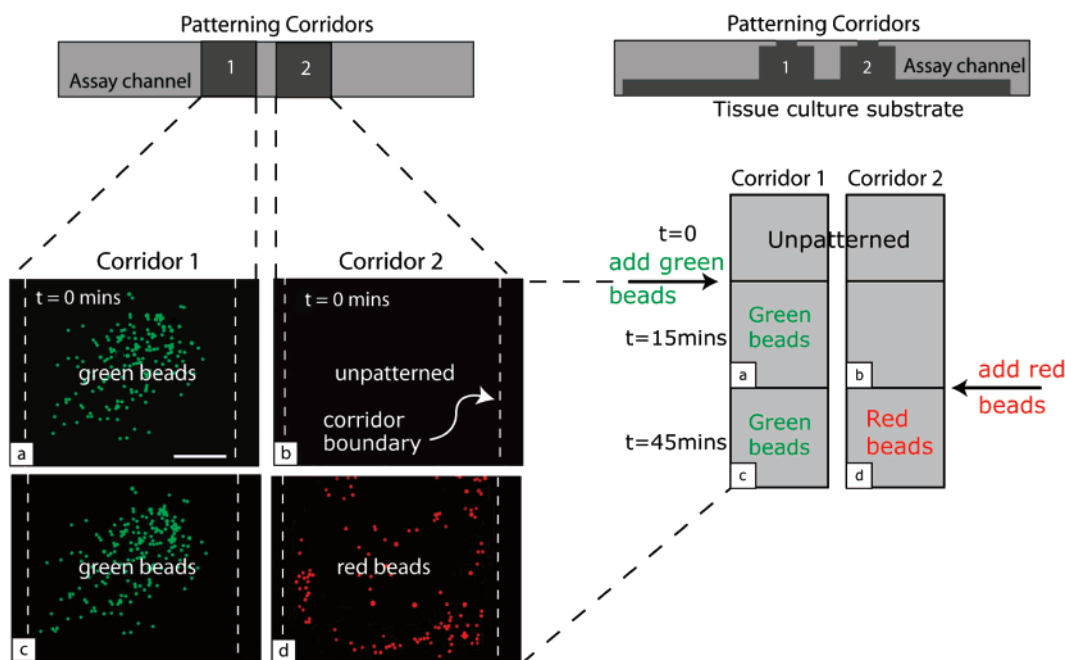 Patterning Corridors
Assay channel
1
2
Patterning Corridors
1
2
Assay channel
Tissue culture substrate
Corridor 1
Corridor 2
t = 0 mins
green beads
a
t = 0 mins
unpatterned
corridor
boundary
b
green beads
c
red beads
d
Corridor 1
Corridor 2
t=0
Unpatterned
add green
beads
t=15mins
Green
beads
a
b
add red
beads
t=45mins
Green
beads
c
Red
beads
d